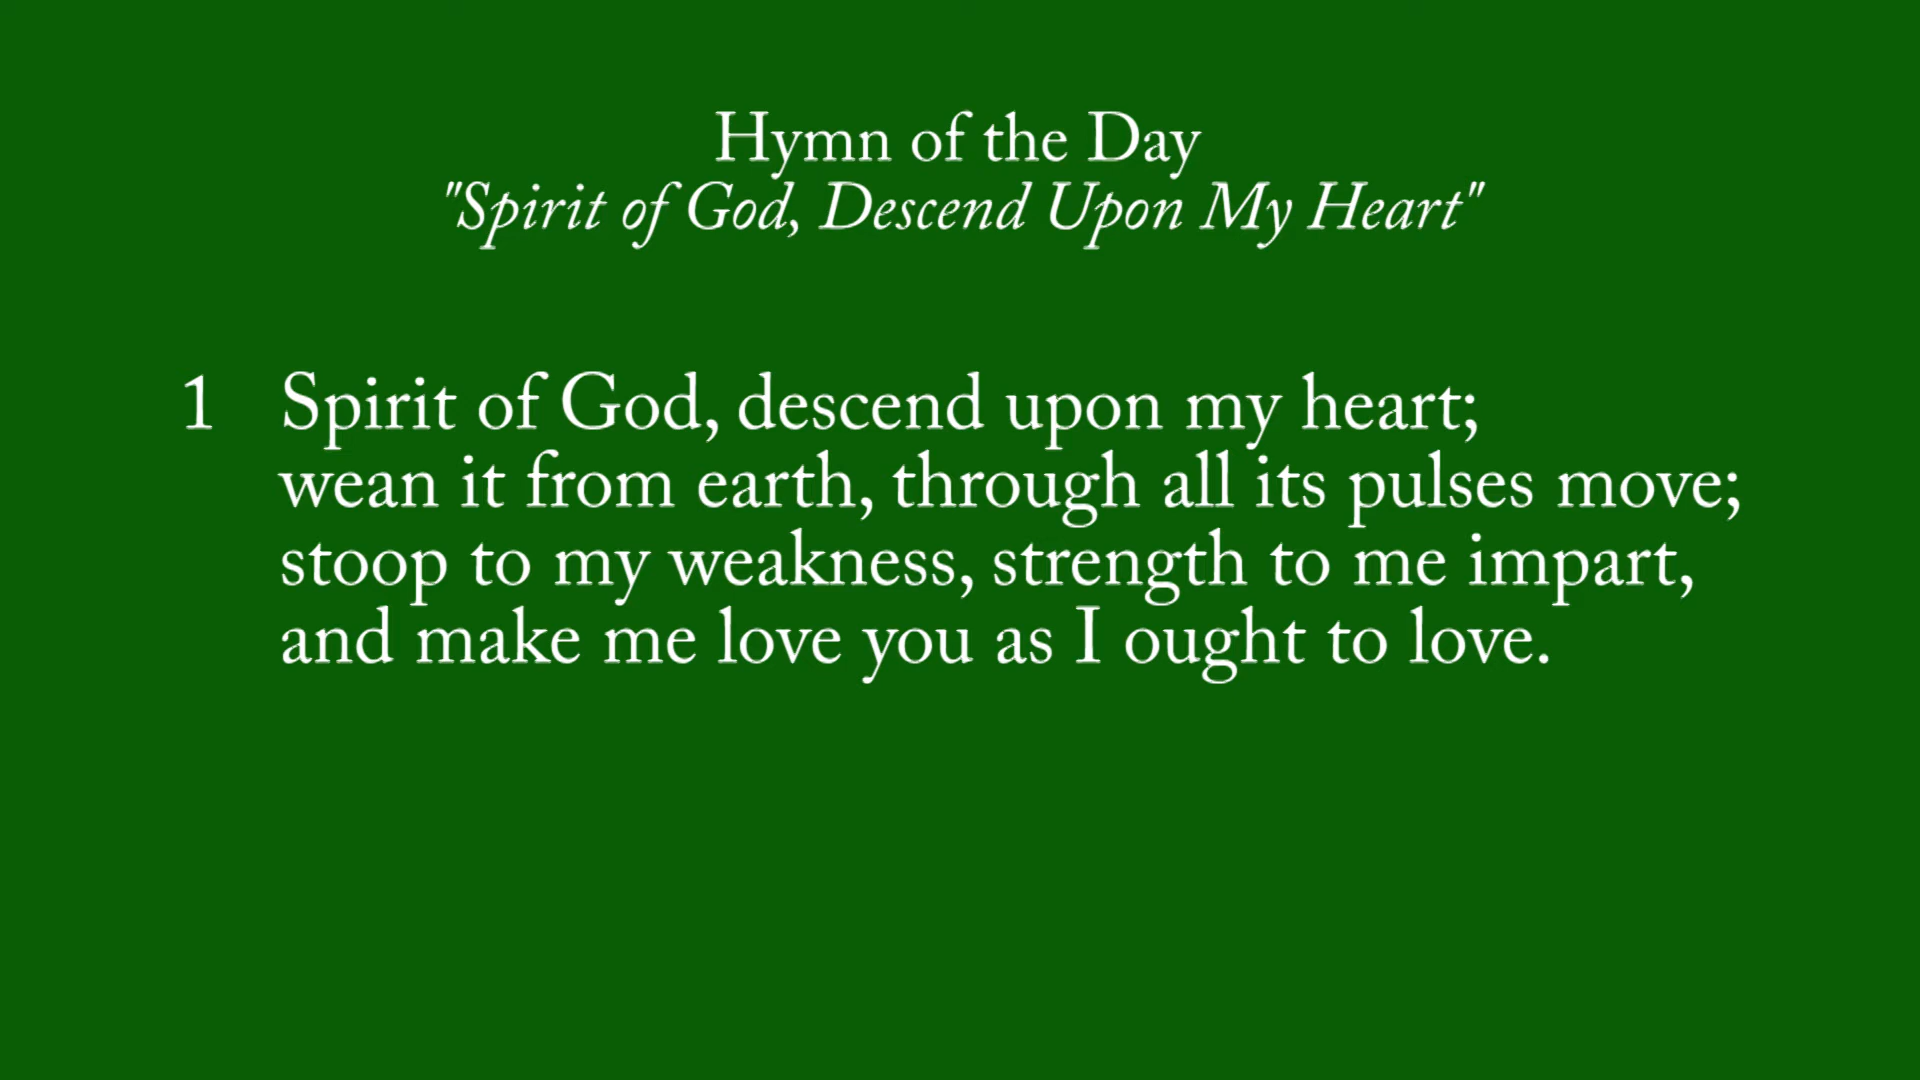 Hymn of the Day
"Spirit of God, Descend Upon My Heart"
1 Spirit of God, descend upon my heart;
wean it from earth, through all its pulses move;
stoop to my weakness, strength to me impart,
and make me love you as I ought to love.